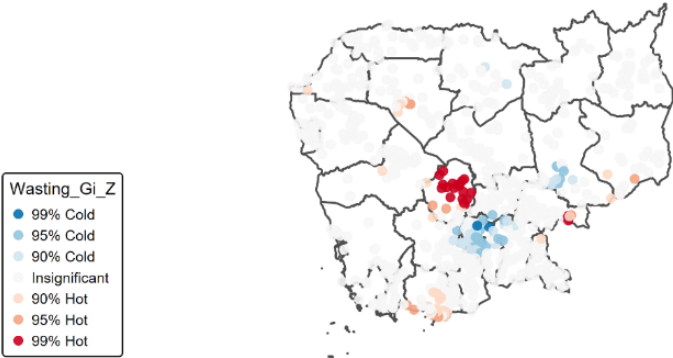 Wasting_Gi_Z
99% Cold
95% Cold
90% Cold
Insignificant
90% Hot
95% Hot
99% Hot